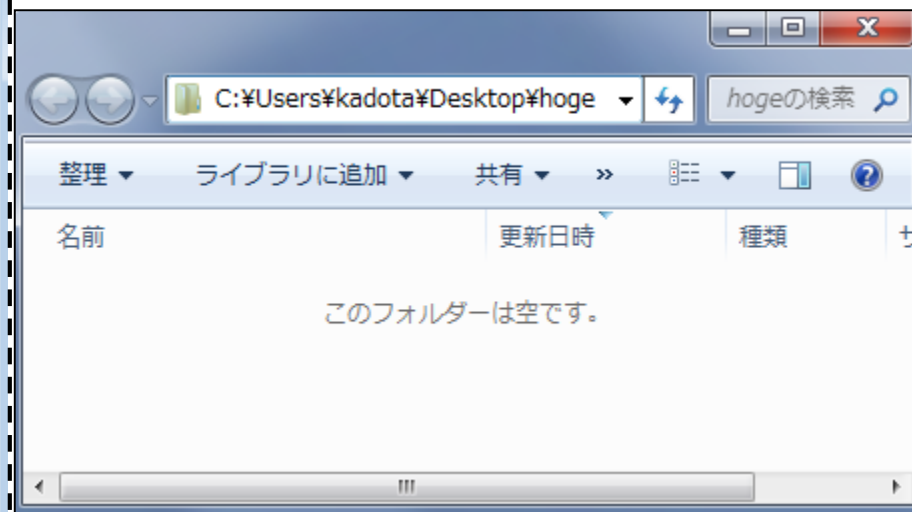 C:¥Users¥kadota¥Desktop¥hoge
hogeの検索
整理 ライブラリに追加 共有 »
名前 更新日時 種類 サ
このフォルダーは空です。